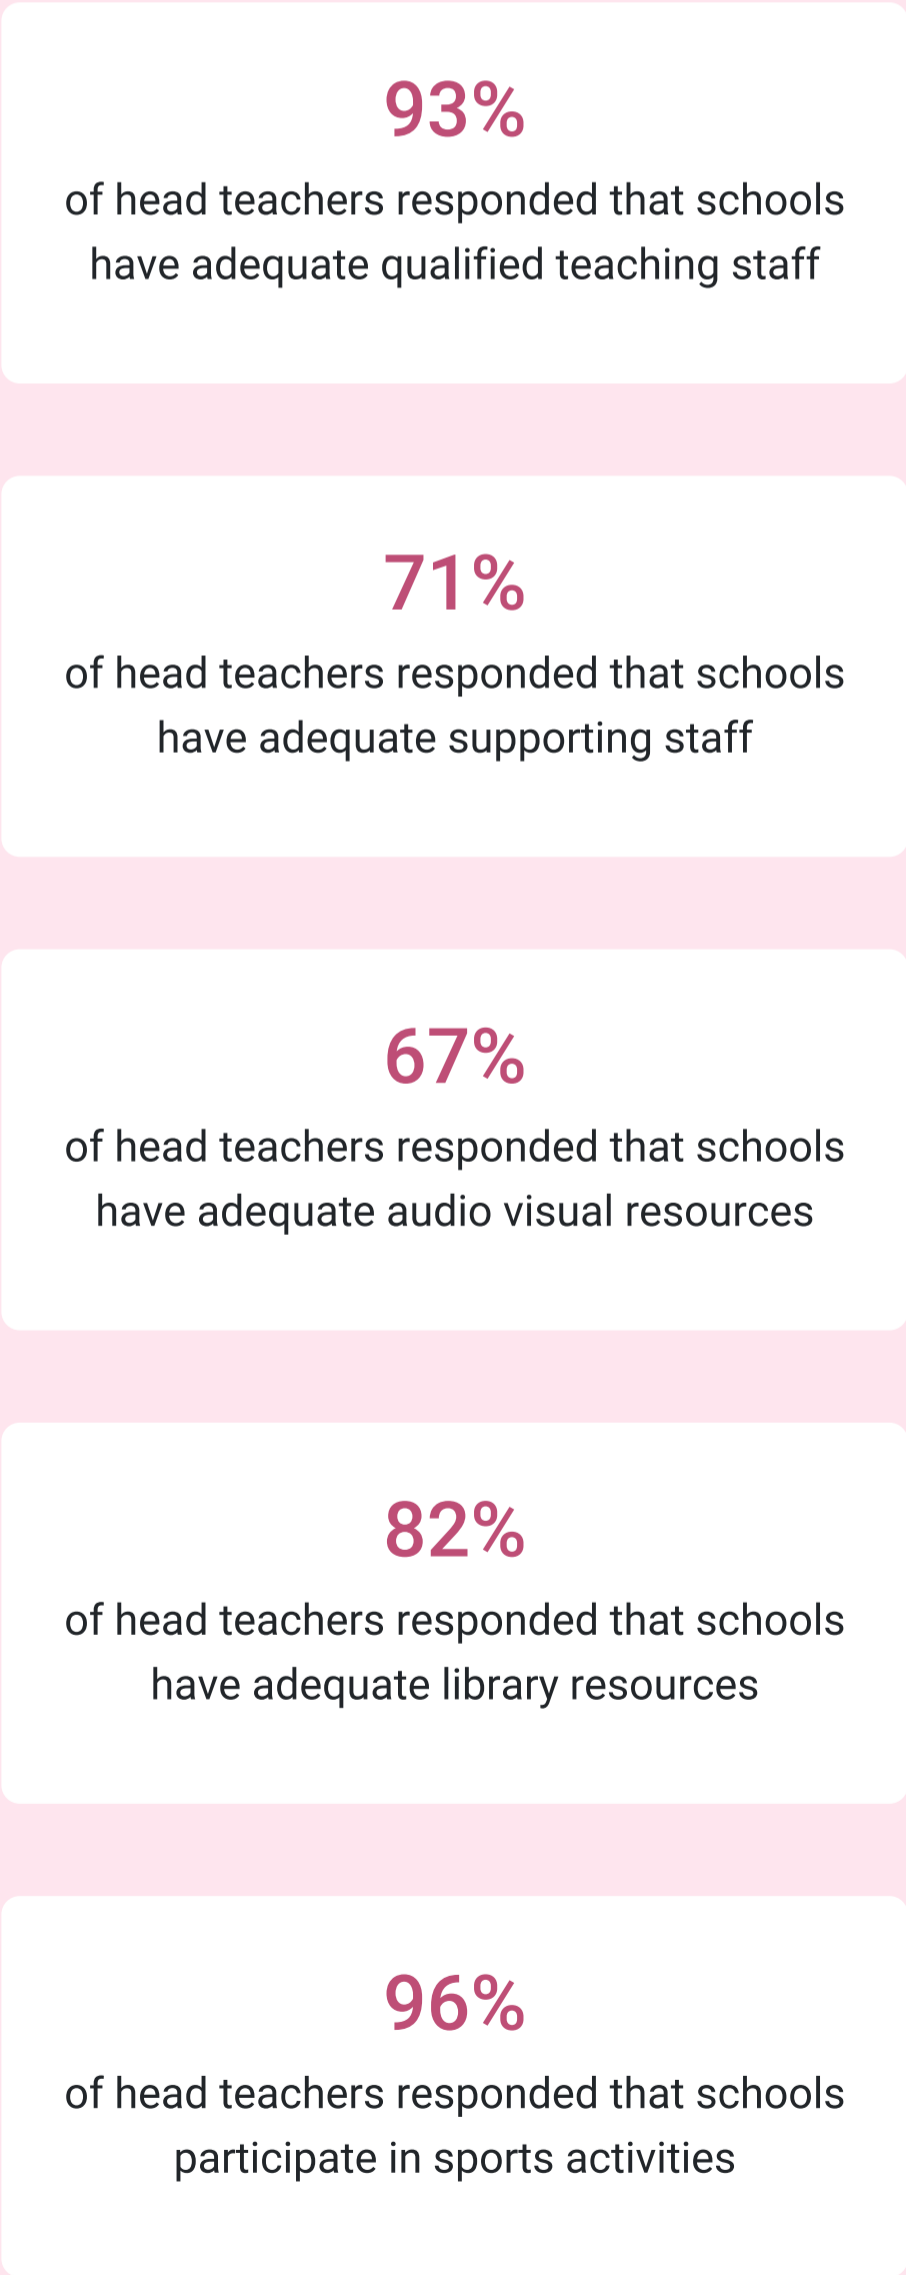 93%
of head teachers responded that schools
have adequate qualified teaching staff
71%
of head teachers responded that schools
have adequate supporting staff
67%
of head teachers responded that schools
have adequate audio visual resources
82%
of head teachers responded that schools
have adequate library resources
96%
of head teachers responded that schools
participate in sports activities